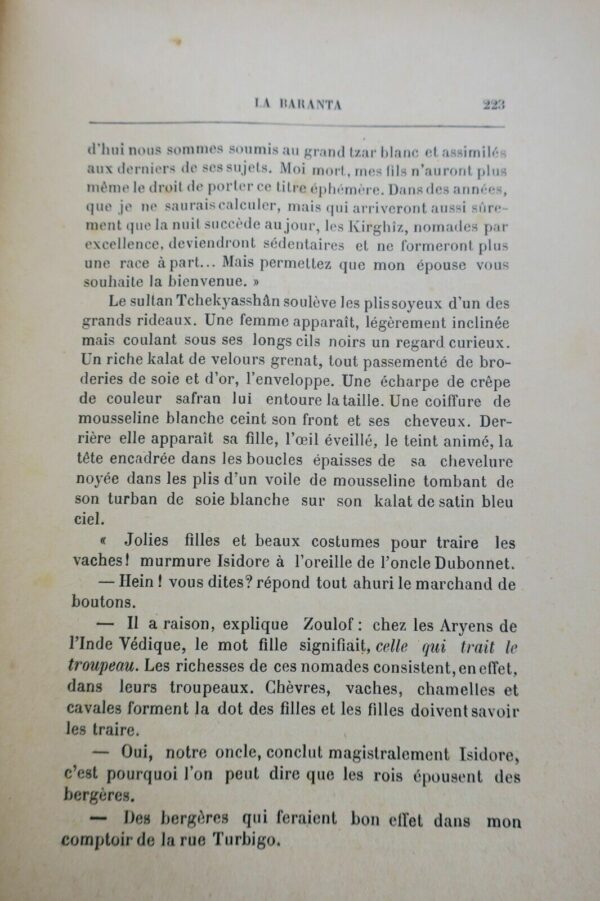 LA BARANTA 223
d'hui nous sommes soumis au grand tzar blanc et assimilés
aux derniers de ses sujets. Moi mort, mes fils n'auront plus
même le droit de porter ce titre éphémère. Dans des années,
que je ne saurais calculer, mais qui arriveront aussi sûre-
ment que la nuit succède au jour, les Kirghiz, nomades par
excellence, deviendront sédentaires et ne formeront plus
une race à part... Mais permettez que mon épouse vous
souhaite la bienvenue. »
Le sultan Tchekyasshân soulève les plis soyeux d'un des
grands rideaux. Une femme apparaît, légèrement inclinée
mais coulant sous ses longs cils noirs un regard curieux.
Un riche kalat de velours grenat, tout passementé de bro-
deries de soie et d'or, l'enveloppe. Une écharpe de crêpe
de couleur safran lui entoure la taille. Une coiffure de
mousseline blanche ceint son front et ses cheveux. Der-
rière elle apparaît sa fille, l'œil éveillé, le teint animé, la
tête encadrée dans les boucles épaisses de sa chevelure
noyée dans les plis d'un voile de mousseline tombant de
son turban de soie blanche sur son kalat de satin bleu
ciel.
« Jolies filles et beaux costumes pour traire les
vaches! murmure Isidore à l'oreille de l'oncle Dubonnet.
— Hein ! vous dites? répond tout ahuri le marchand de
boutons.
— Il a raison, explique Zoulof : chez les Aryens de
l'Inde Védique, le mot fille signifiait, celle qui trait le
troupeau. Les richesses de ces nomades consistent, en effet,
dans leurs troupeaux. Chèvres, vaches, chamelles et
cavales forment la dot des filles et les filles doivent savoir
les traire.
— Oui, notre oncle, conclut magistralement Isidore,
c'est pourquoi l'on peut dire que les rois épousent des
bergères.
— Des bergères qui feraient bon effet dans mon
comptoir de la rue Turbigo.